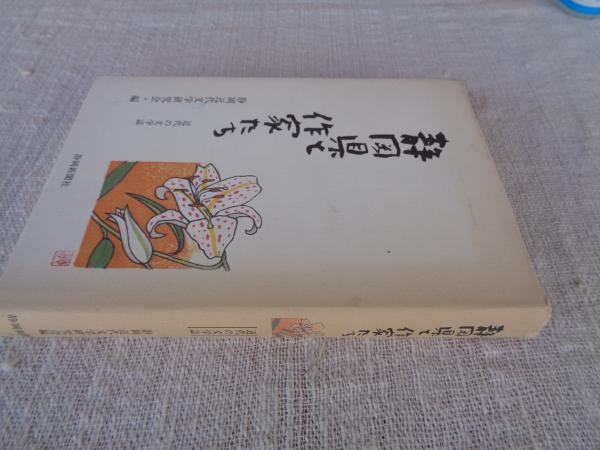 静岡県と
作家たち
近代の文学誌
静岡近代文学研究会・編
静岡新聞社
静岡県と作家たち
近代の文学誌
静岡近代文学研究会編